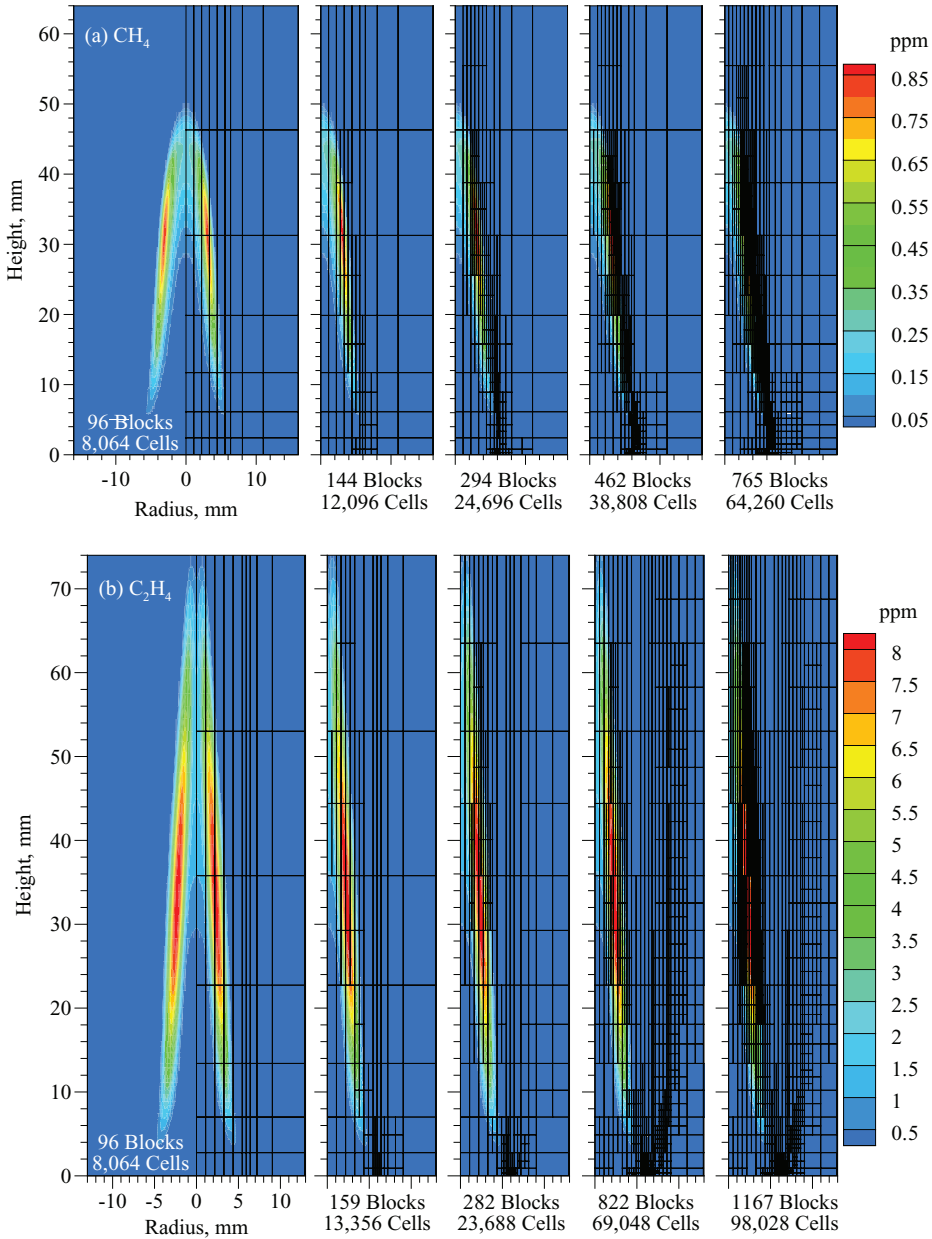 (a) CH4
Height, mm
60
50
40
30
20
10
0
96 Blocks
8,064 Cells
-10
0
10
Radius, mm
144 Blocks
12,096 Cells
294 Blocks
24,696 Cells
462 Blocks
38,808 Cells
765 Blocks
64,260 Cells
ppm
0.85
0.75
0.65
0.55
0.45
0.35
0.25
0.15
0.05
(b) C2H4
Height, mm
70
60
50
40
30
20
10
0
96 Blocks
8,064 Cells
-10
-5
0
5
10
Radius, mm
159 Blocks
13,356 Cells
282 Blocks
23,688 Cells
822 Blocks
69,048 Cells
1167 Blocks
98,028 Cells
ppm
8
7.5
7
6.5
6
5.5
5
4.5
4
3.5
3
2.5
2
1.5
1
0.5